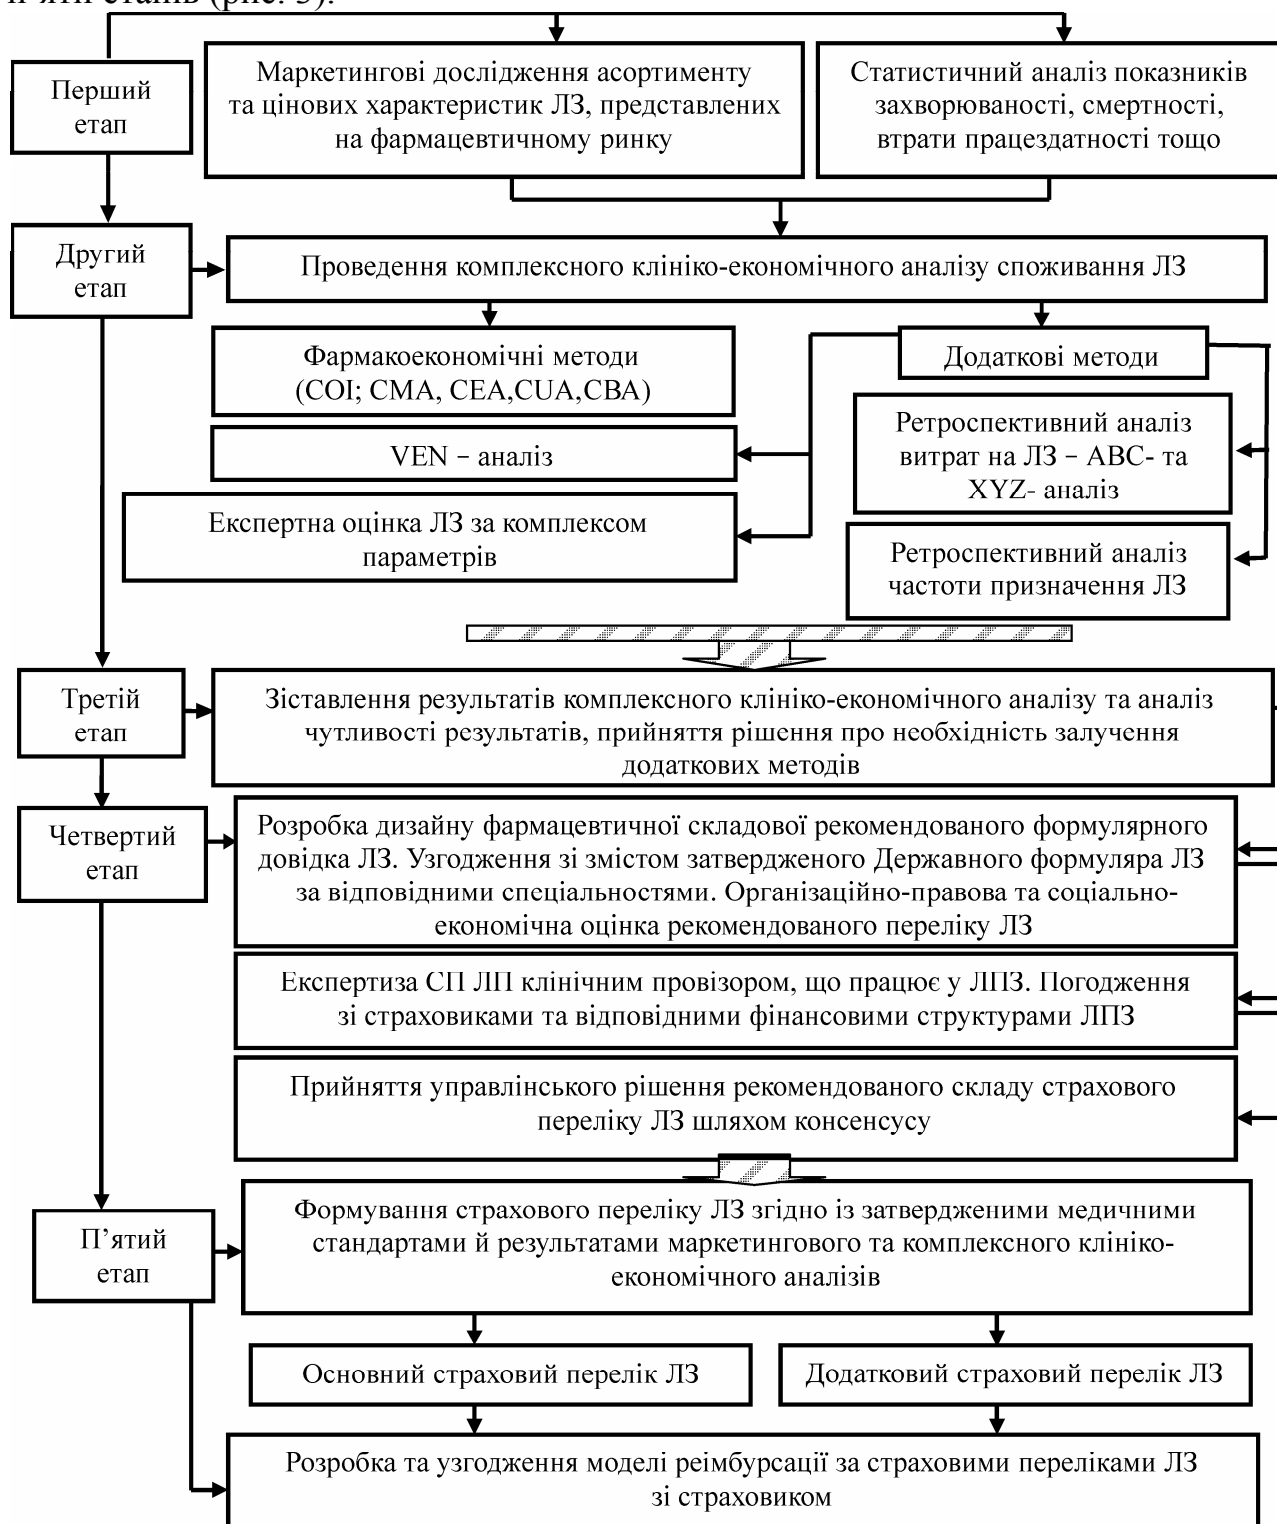 п'яти етапів (рис. 3).
Перший
етап
Маркетингові дослідження асортименту
та цінових характеристик ЛЗ, представлених
на фармацевтичному ринку
Статистичний аналіз показників
захворюваності, смертності,
втрати працездатності тощо
Другий
етап
Проведення комплексного клініко-економічного аналізу споживання ЛЗ
Фармакоекономічні методи
(COI; CMA, CEA,CUA,CBA)
Додаткові методи
VEN – аналіз
Ретроспективний аналіз
витрат на ЛЗ – ABC- та
XYZ- аналіз
Експертна оцінка ЛЗ за комплексом
параметрів
Ретроспективний аналіз
частоти призначення ЛЗ
Третій
етап
Зіставлення результатів комплексного клініко-економічного аналізу та аналіз
чутливості результатів, прийняття рішення про необхідність залучення
додаткових методів
Четвертий
етап
Розробка дизайну фармацевтичної складової рекомендованого формулярного
довідка ЛЗ. Узгодження зі змістом затвердженого Державного формуляра ЛЗ
за відповідними спеціальностями. Організаційно-правова та соціально-
економічна оцінка рекомендованого переліку ЛЗ
Експертиза СП ЛП клінічним провізором, що працює у ЛПЗ. Погодження
зі страховиками та відповідними фінансовими структурами ЛПЗ
Прийняття управлінського рішення рекомендованого складу страхового
переліку ЛЗ шляхом консенсусу
П’ятий
етап
Формування страхового переліку ЛЗ згідно із затвердженими медичними
стандартами й результатами маркетингового та комплексного клініко-
економічного аналізів
Основний страховий перелік ЛЗ
Додатковий страховий перелік ЛЗ
Розробка та узгодження моделі реімбурсації за страховими переліками ЛЗ
зі страховиком